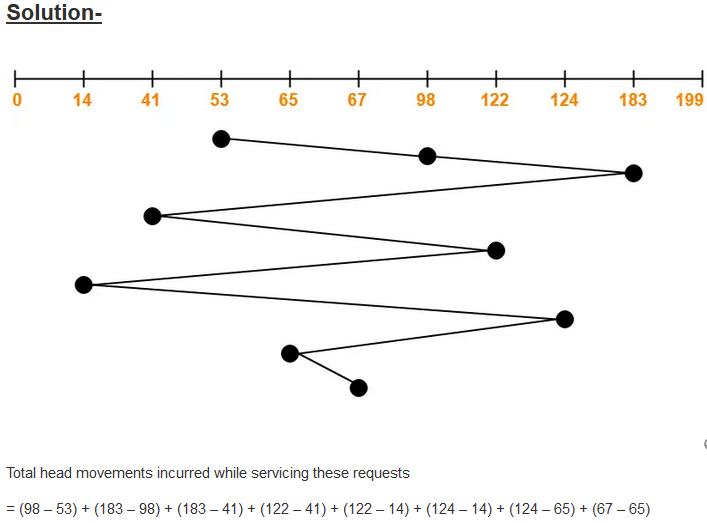 Solution-
0 14 41 53 65 67 98 122 124 183 199
Total head movements incurred while servicing these requests
= (98 – 53) + (183 – 98) + (183 – 41) + (122 – 41) + (122 – 14) + (124 – 14) + (124 – 65) + (67 – 65)